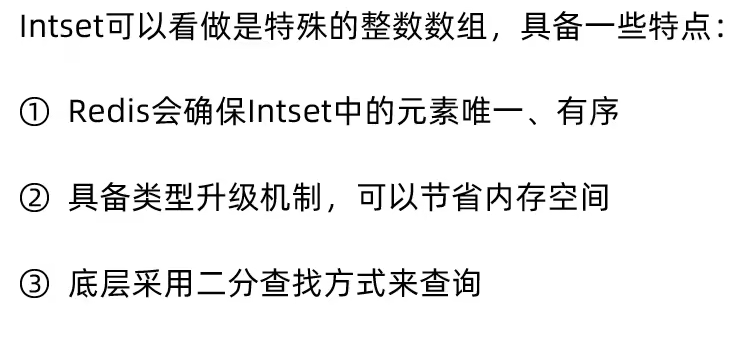 Intset可以看做是特殊的整数数组，具备一些特点：
① Redis会确保Intset中的元素唯一、有序
② 具备类型升级机制，可以节省内存空间
③ 底层采用二分查找方式来查询